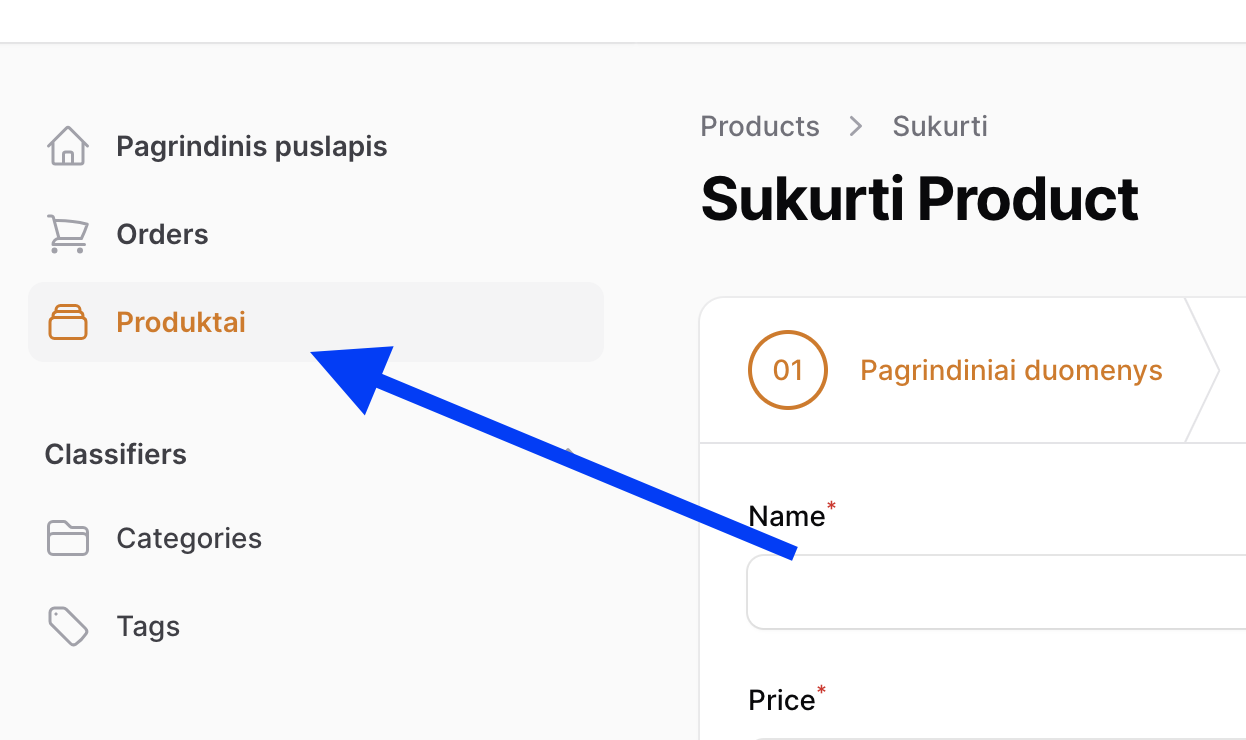 Pagrindinis puslapis
Orders
Produktai
Classifiers
Categories
Tags
Products > Sukurti
Sukurti Product
01 Pagrindiniai duomenys
Name*
Price*